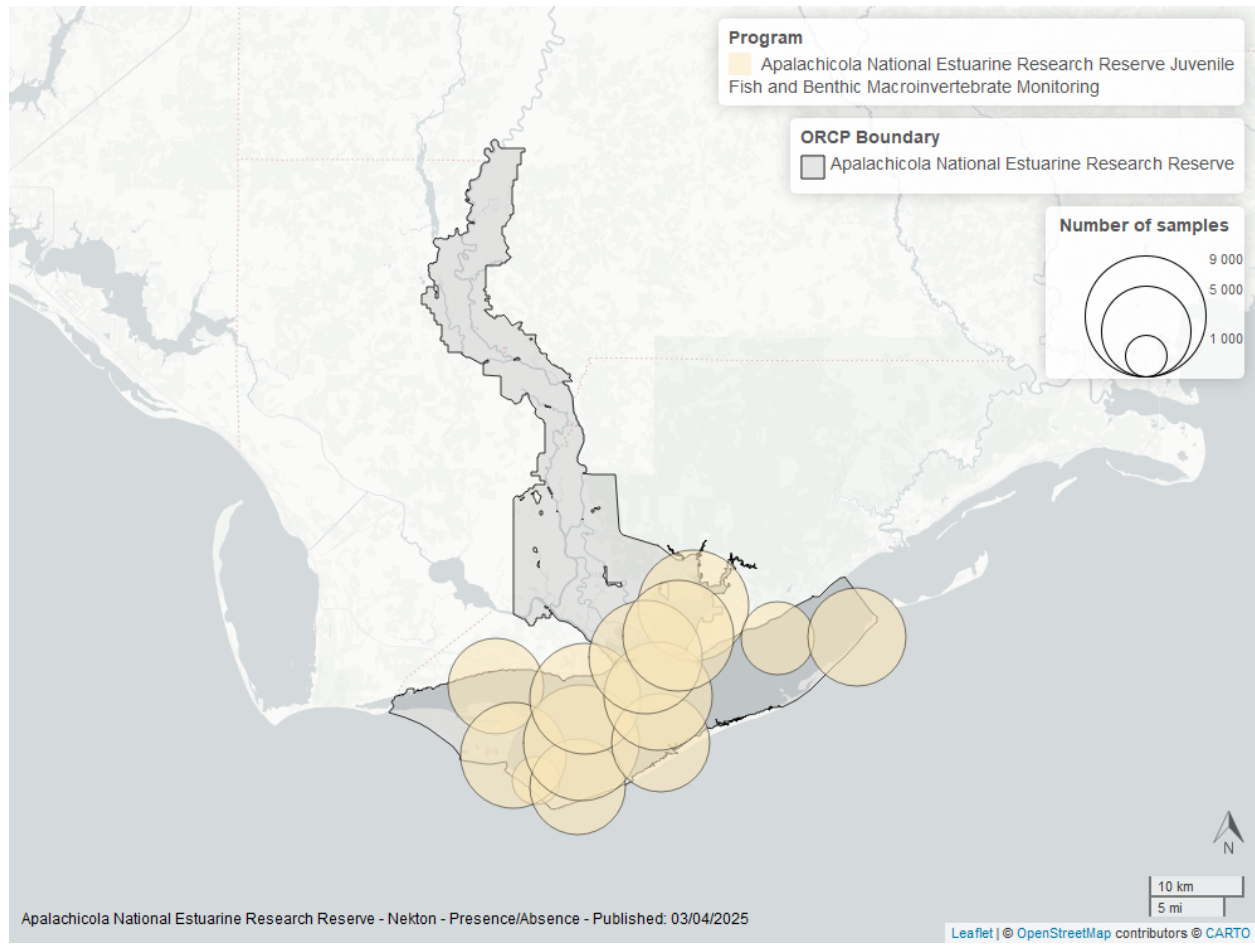 Program
Apalachicola National Estuarine Research Reserve Juvenile
Fish and Benthic Macroinvertebrate Monitoring
ORCP Boundary
Apalachicola National Estuarine Research Reserve
Number of samples
9 000
5 000
1 000
N
10 km
5 mi
Apalachicola National Estuarine Research Reserve - Nekton - Presence/Absence - Published: 03/04/2025
Leaflet | © OpenStreetMap contributors © CARTO